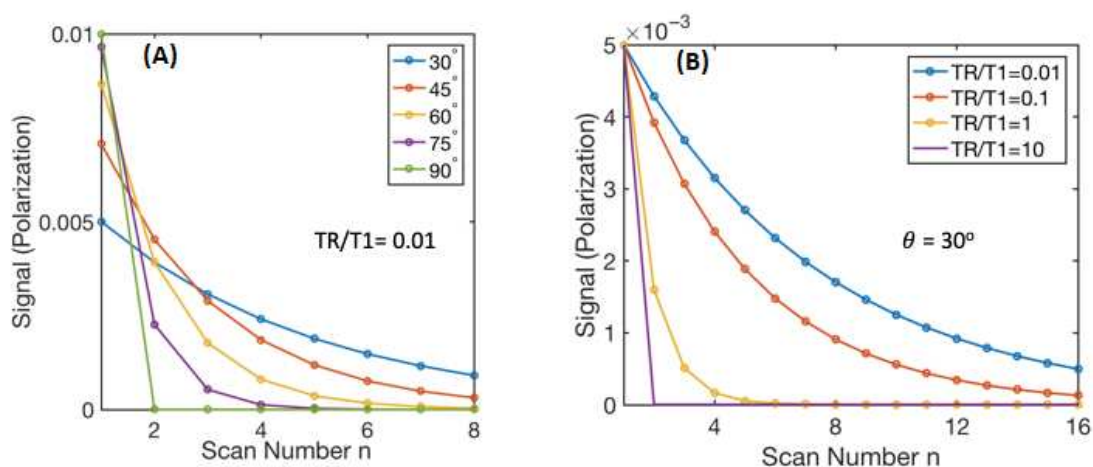 (A)
0.01
0.005
0
Signal (Polarization)
30°
45°
60°
75°
90°
TR/T1= 0.01
2
4
6
8
Scan Number n
(B)
×10⁻³
5
4
3
2
1
0
Signal (Polarization)
TR/T1=0.01
TR/T1=0.1
TR/T1=1
TR/T1=10
θ = 30º
4
8
12
16
Scan Number n